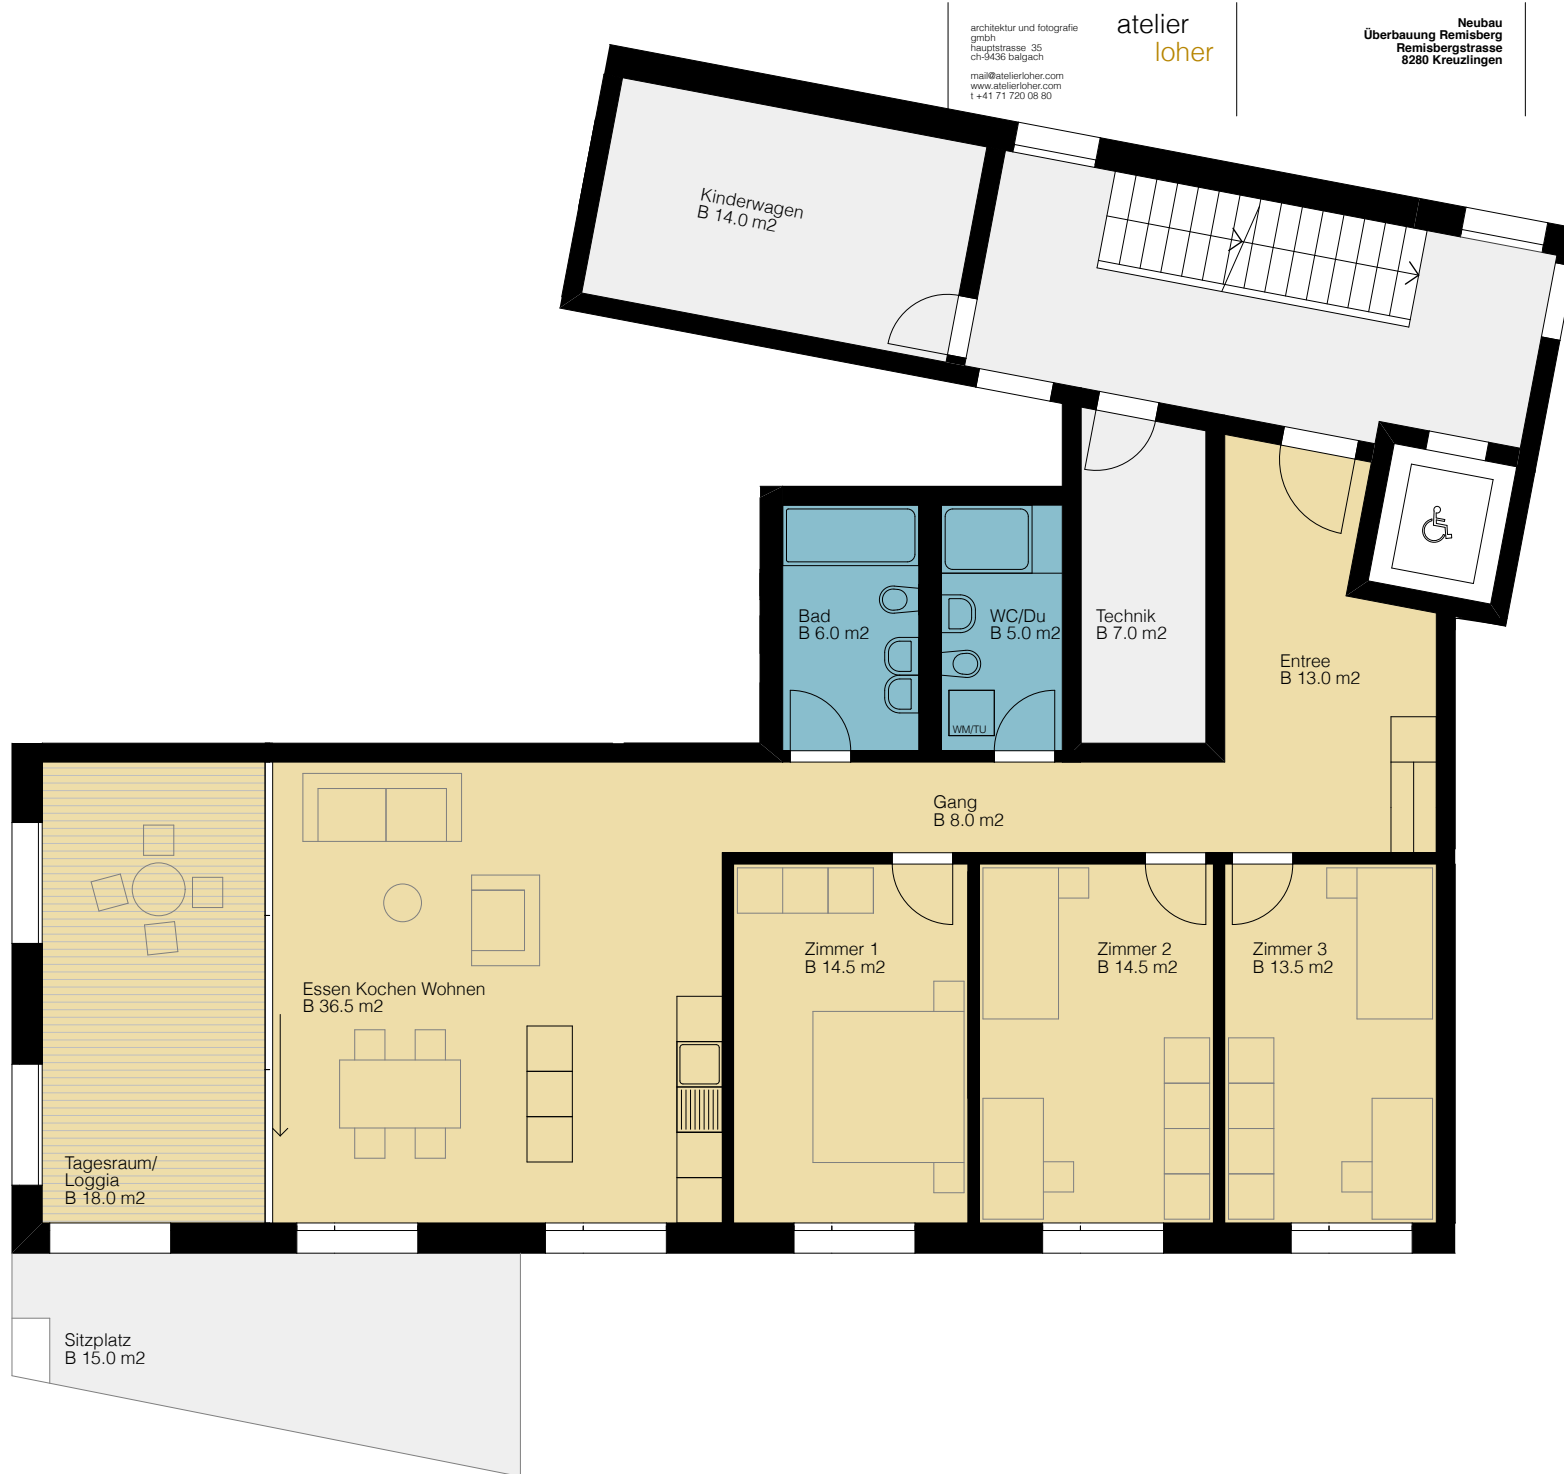 architektur und fotografie
gmbh
hauptstrasse 35
ch-9436 balgach
mail@atelierloher.com
www.atelierloher.com
t +41 71 720 08 80
atelier
loher
Neubau
Überbauung Remisberg
Remisbergstrasse
8280 Kreuzlingen
Kinderwagen
B 14.0 m2
Bad
B 6.0 m2
WC/Du
B 5.0 m2
WM/TU
Technik
B 7.0 m2
Entree
B 13.0 m2
Gang
B 8.0 m2
Zimmer 1
B 14.5 m2
Zimmer 2
B 14.5 m2
Zimmer 3
B 13.5 m2
Essen Kochen Wohnen
B 36.5 m2
Tagesraum/
Loggia
B 18.0 m2
Sitzplatz
B 15.0 m2